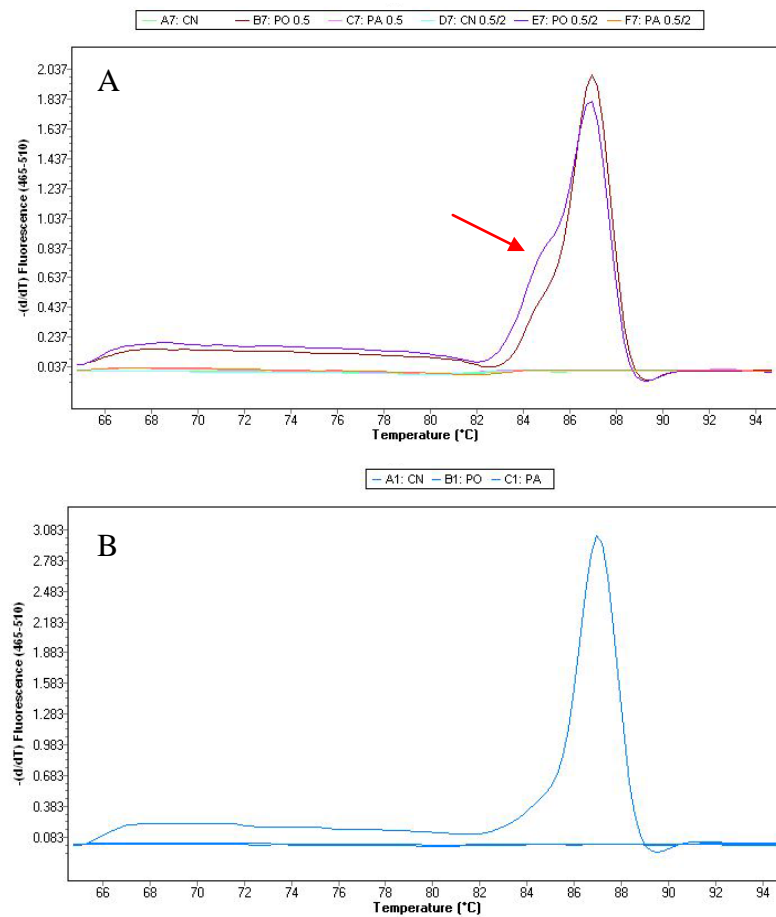 A7: CN B7: PO 0.5 C7: PA 0.5 D7: CN 0.5/2 E7: PO 0.5/2 F7: PA 0.5/2
A
2.037
1.837
1.637
1.437
1.237
1.037
0.837
0.637
0.437
0.237
0.037
-(d/dT) Fluorescence (465-510)
66 68 70 72 74 76 78 80 82 84 86 88 90 92 94
Temperature (°C)
A1: CN B1: PO C1: PA
B
3.083
2.783
2.483
2.183
1.883
1.583
1.283
0.983
0.683
0.383
0.083
-(d/dT) Fluorescence (465-510)
66 68 70 72 74 76 78 80 82 84 86 88 90 92 94
Temperature (°C)